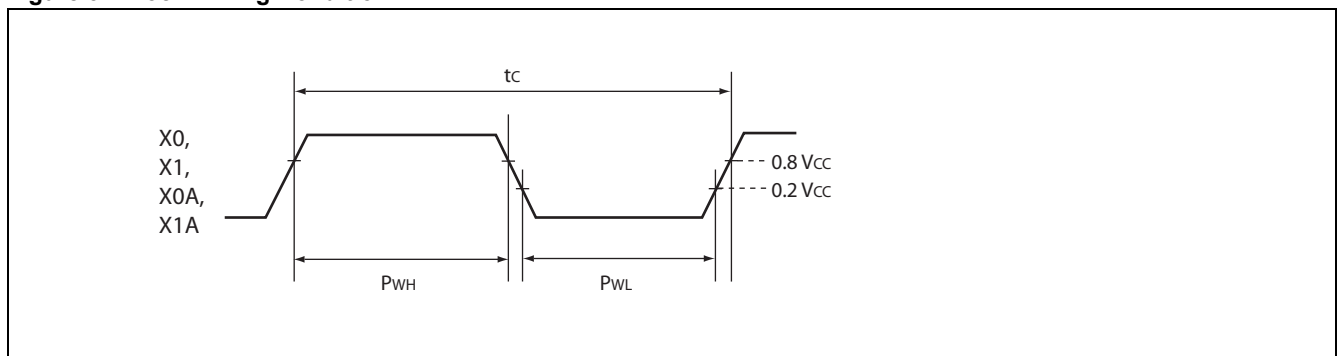 tC
X0,
X1,
X0A,
X1A
0.8 VCC
0.2 VCC
PWH
PWL